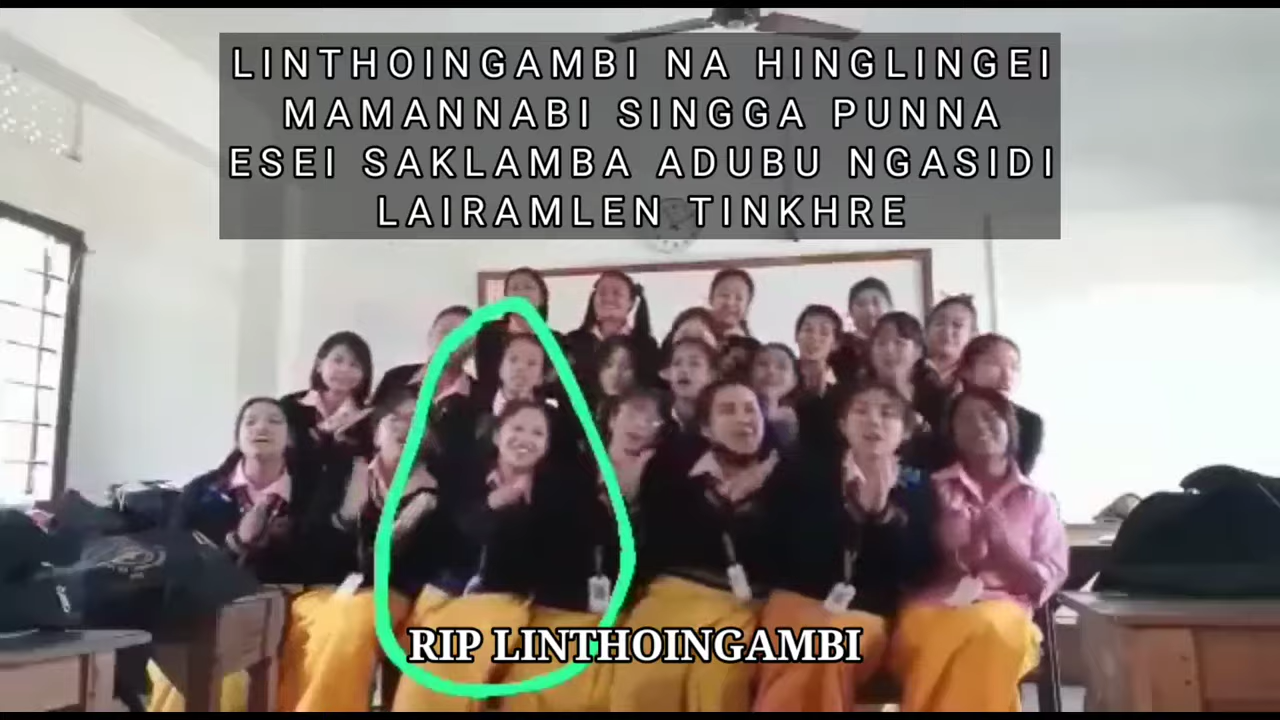 LINTHOINGAMBI NA HINGLINGEI
MAMANNABI SINGGA PUNNA
ESEI SAKLAMBA ADUBU NGASIDI
LAIRAMLEN TINKHRE
RIP LINTHOINGAMBI